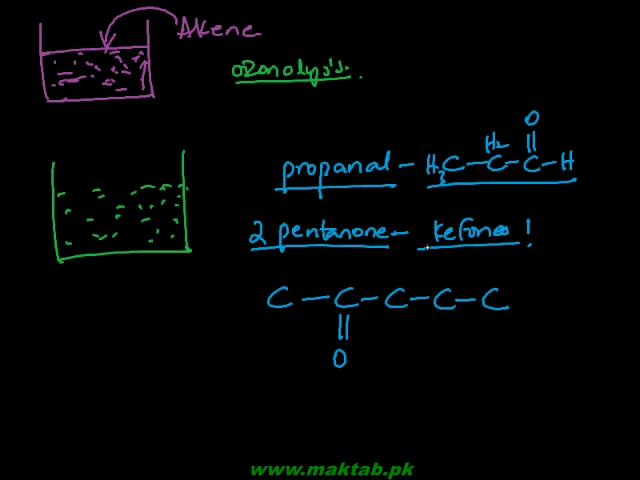 Alkene
ozonolysis.
propanal — H3C — C — C — H
H2
O
2 pentanone — ketones !
C — C — C — C — C
O
www.maktab.pk